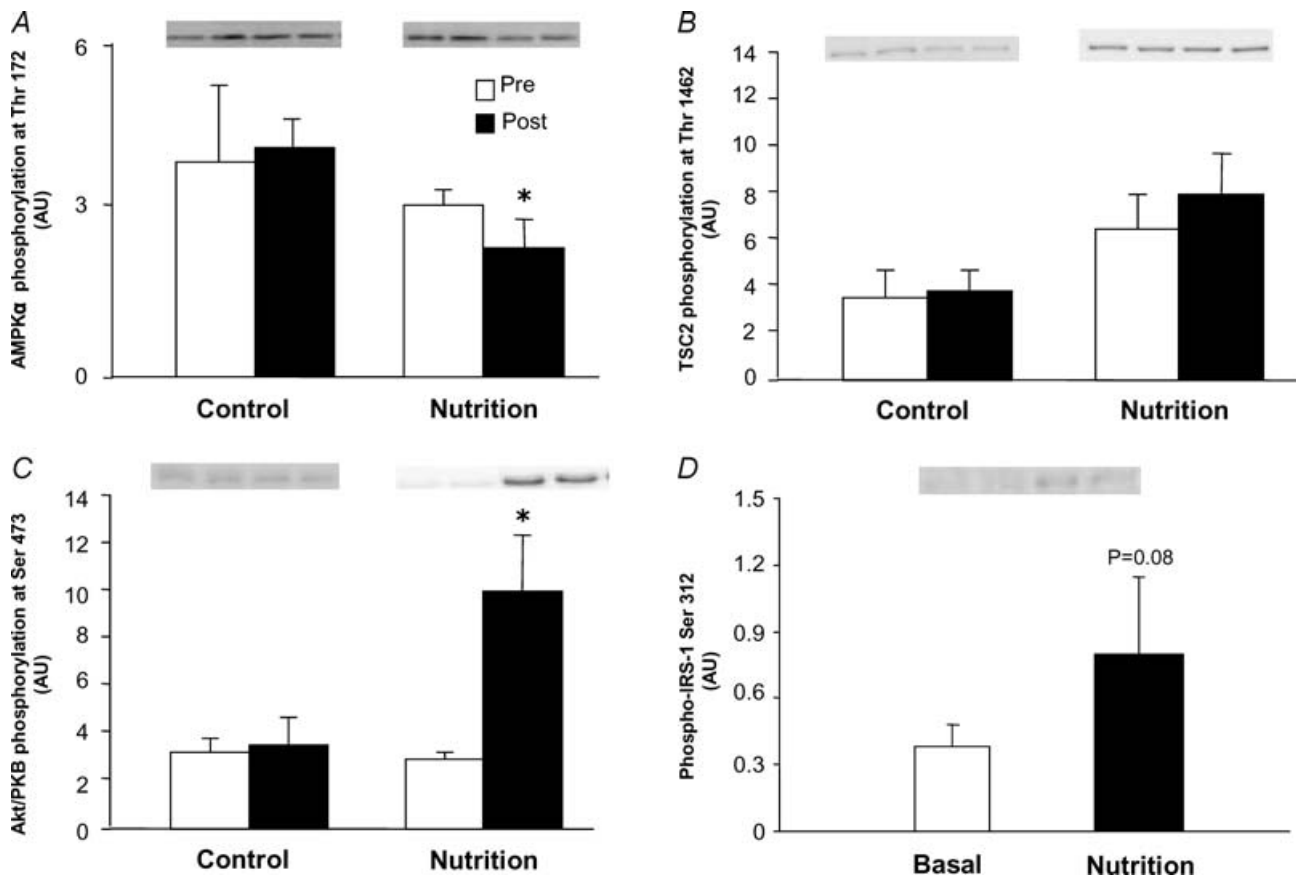 A
AMPKα phosphorylation at Thr 172
(AU)
6
3
0
Pre
Post
*
Control
Nutrition
B
TSC2 phosphorylation at Thr 1462
(AU)
14
12
10
8
6
4
2
0
Control
Nutrition
C
Akt/PKB phosphorylation at Ser 473
(AU)
14
12
10
8
6
4
2
0
*
Control
Nutrition
D
Phospho-IRS-1 Ser 312
(AU)
1.5
1.2
0.9
0.6
0.3
0
P=0.08
Basal
Nutrition